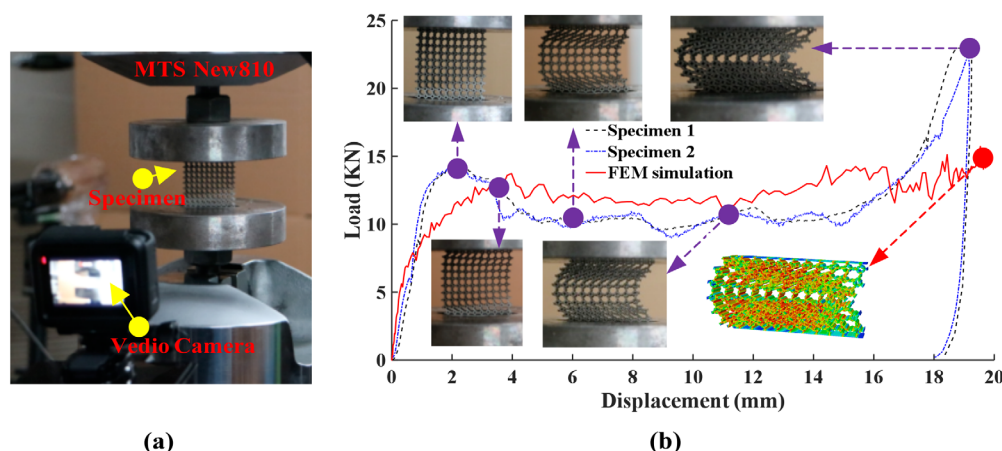 MTS New810
Specimen
Vedio Camera
(a)
Load (KN)
25
20
15
10
5
0
Specimen 1
Specimen 2
FEM simulation
0 2 4 6 8 10 12 14 16 18 20
Displacement (mm)
(b)